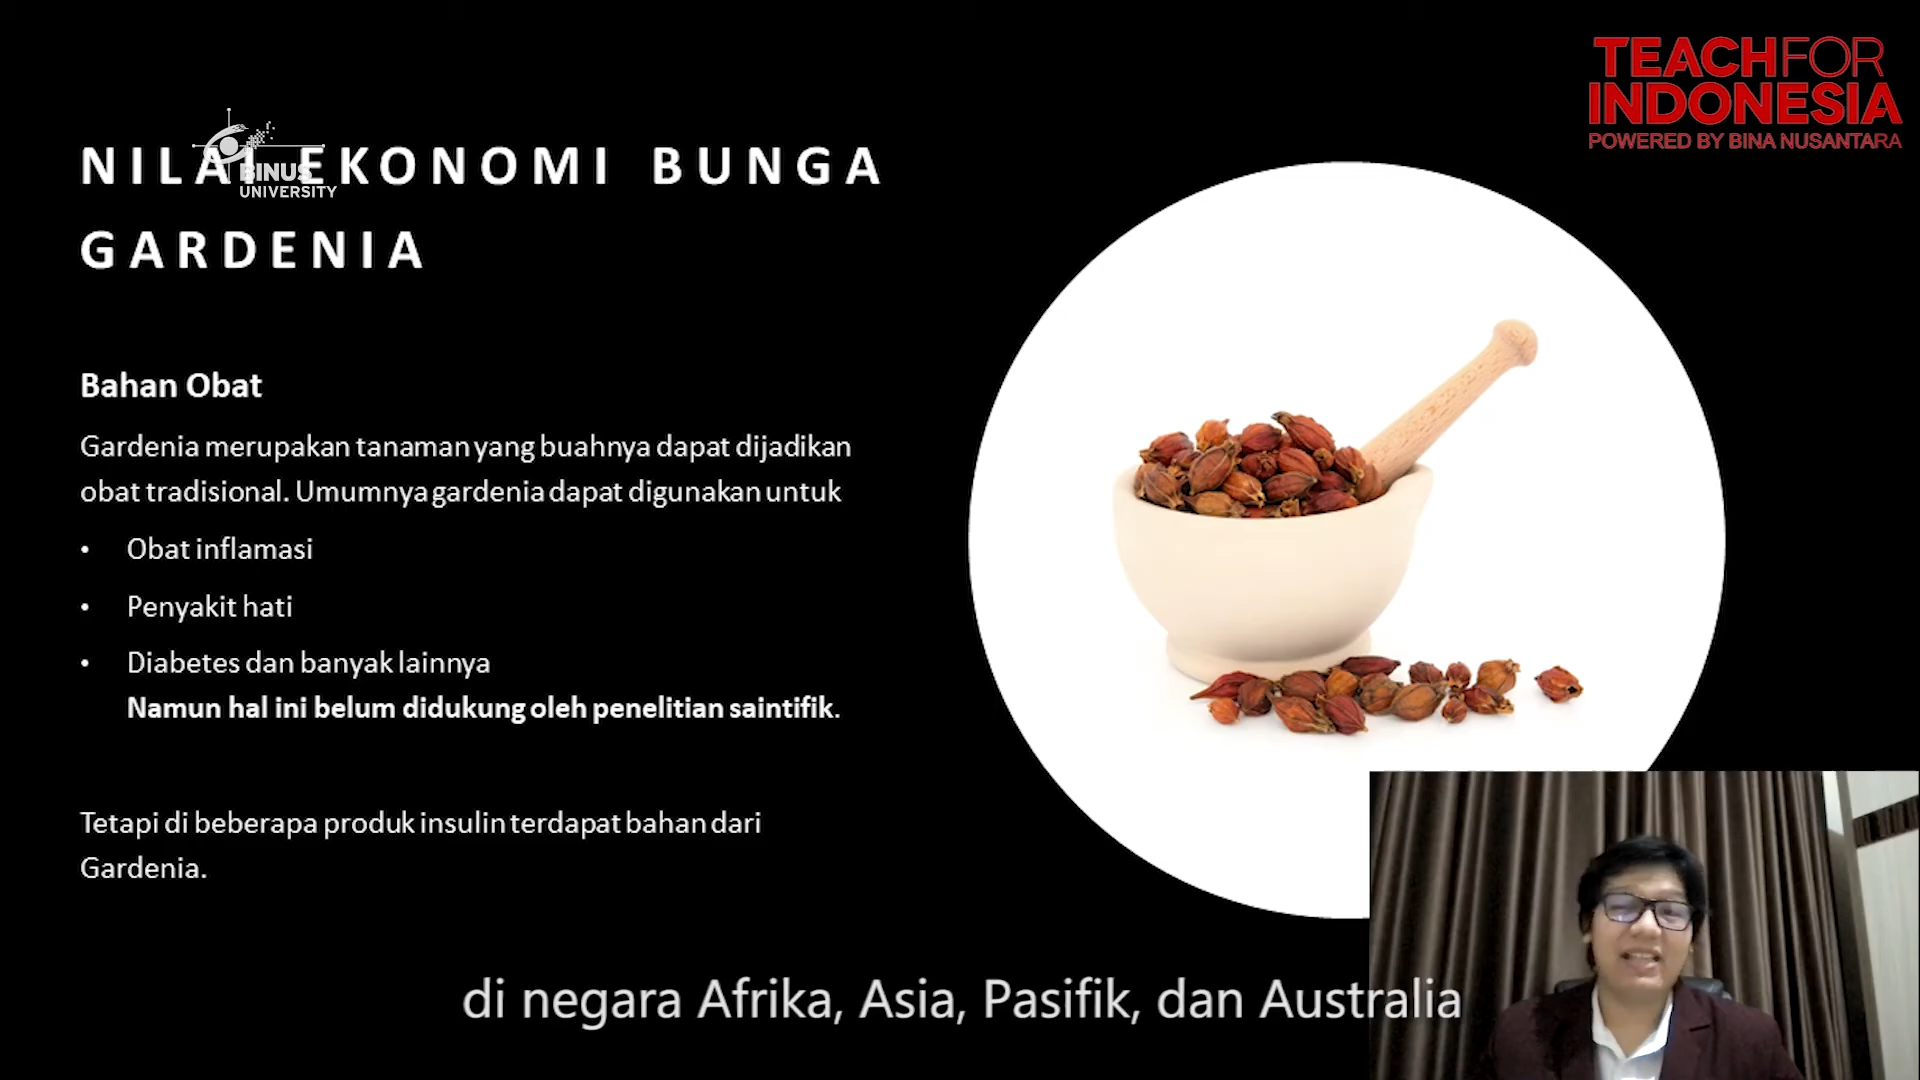 TEACHFOR
INDONESIA
POWERED BY BINA NUSANTARA
BINUS
UNIVERSITY
NILAI EKONOMI BUNGA
GARDENIA
Bahan Obat
Gardenia merupakan tanaman yang buahnya dapat dijadikan
obat tradisional. Umumnya gardenia dapat digunakan untuk
• Obat inflamasi
• Penyakit hati
• Diabetes dan banyak lainnya
Namun hal ini belum didukung oleh penelitian saintifik.
Tetapi di beberapa produk insulin terdapat bahan dari
Gardenia.
di negara Afrika, Asia, Pasifik, dan Australia